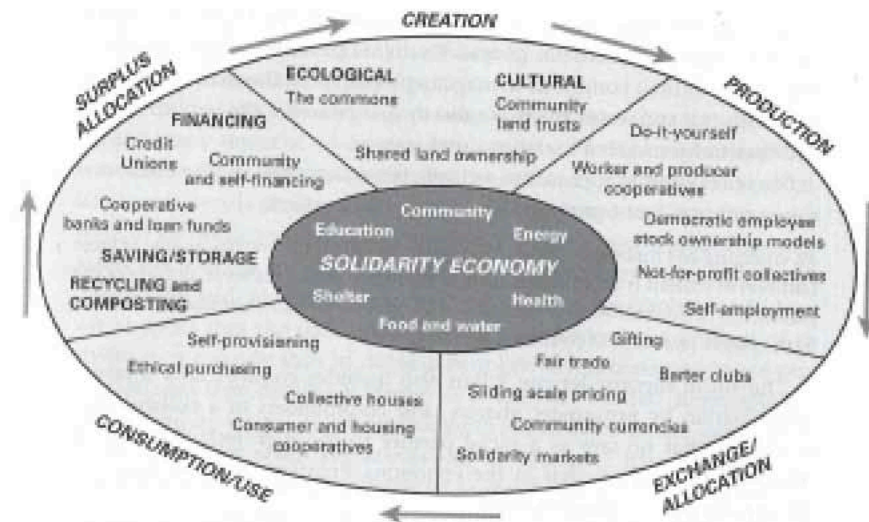 CREATION
SURPLUS
ALLOCATION
ECOLOGICAL
The commons
CULTURAL
Community
land trusts
Shared land ownership
PRODUCTION
Do-it-yourself
Worker and producer
cooperatives
Democratic employee
stock ownership models
Not-for-profit collectives
Self-employment
FINANCING
Credit
Unions
Community
and self-financing
Cooperative
banks and loan funds
SAVING/STORAGE
RECYCLING and
COMPOSTING
Community
Education
Energy
SOLIDARITY ECONOMY
Shelter
Health
Food and water
Self-provisioning
Ethical purchasing
Collective houses
Consumer and housing
cooperatives
CONSUMPTION/USE
Gifting
Fair trade
Barter clubs
Sliding scale pricing
Community currencies
Solidarity markets
EXCHANGE/
ALLOCATION